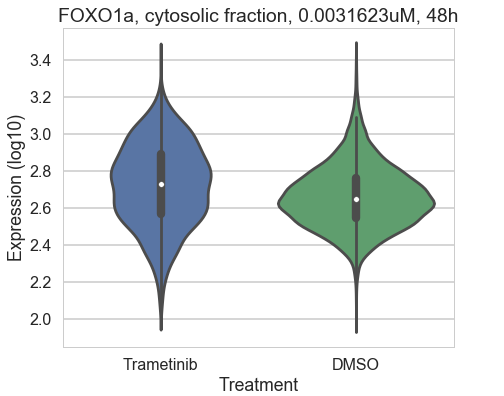 FOXO1a, cytosolic fraction, 0.0031623uM, 48h
3.4
3.2
3.0
2.8
2.6
2.4
2.2
2.0
Expression (log10)
Trametinib DMSO
Treatment